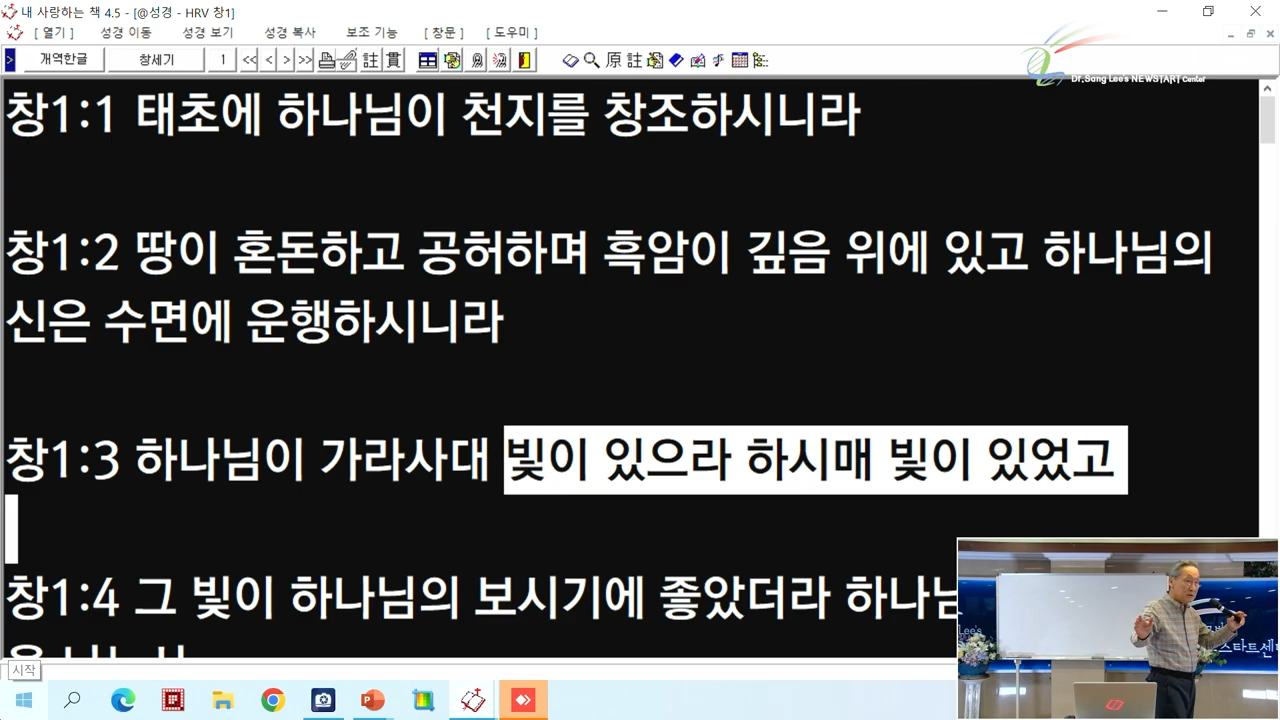 내 사랑하는 책 4.5 - [@성경 - HRV 창1]
[ 열기 ] 성경 이동 성경 보기 성경 복사 보조 기능 [ 창문 ] [ 도우미 ]
> 개역한글 창세기 1 << < > >> 註 貫 原 註
Dr.Sang Lee's NEWSTART Center
창1:1 태초에 하나님이 천지를 창조하시니라
창1:2 땅이 혼돈하고 공허하며 흑암이 깊음 위에 있고 하나님의
신은 수면에 운행하시니라
창1:3 하나님이 가라사대 빛이 있으라 하시매 빛이 있었고
창1:4 그 빛이 하나님의 보시기에 좋았더라 하나님
시작
Lee's
스타트센